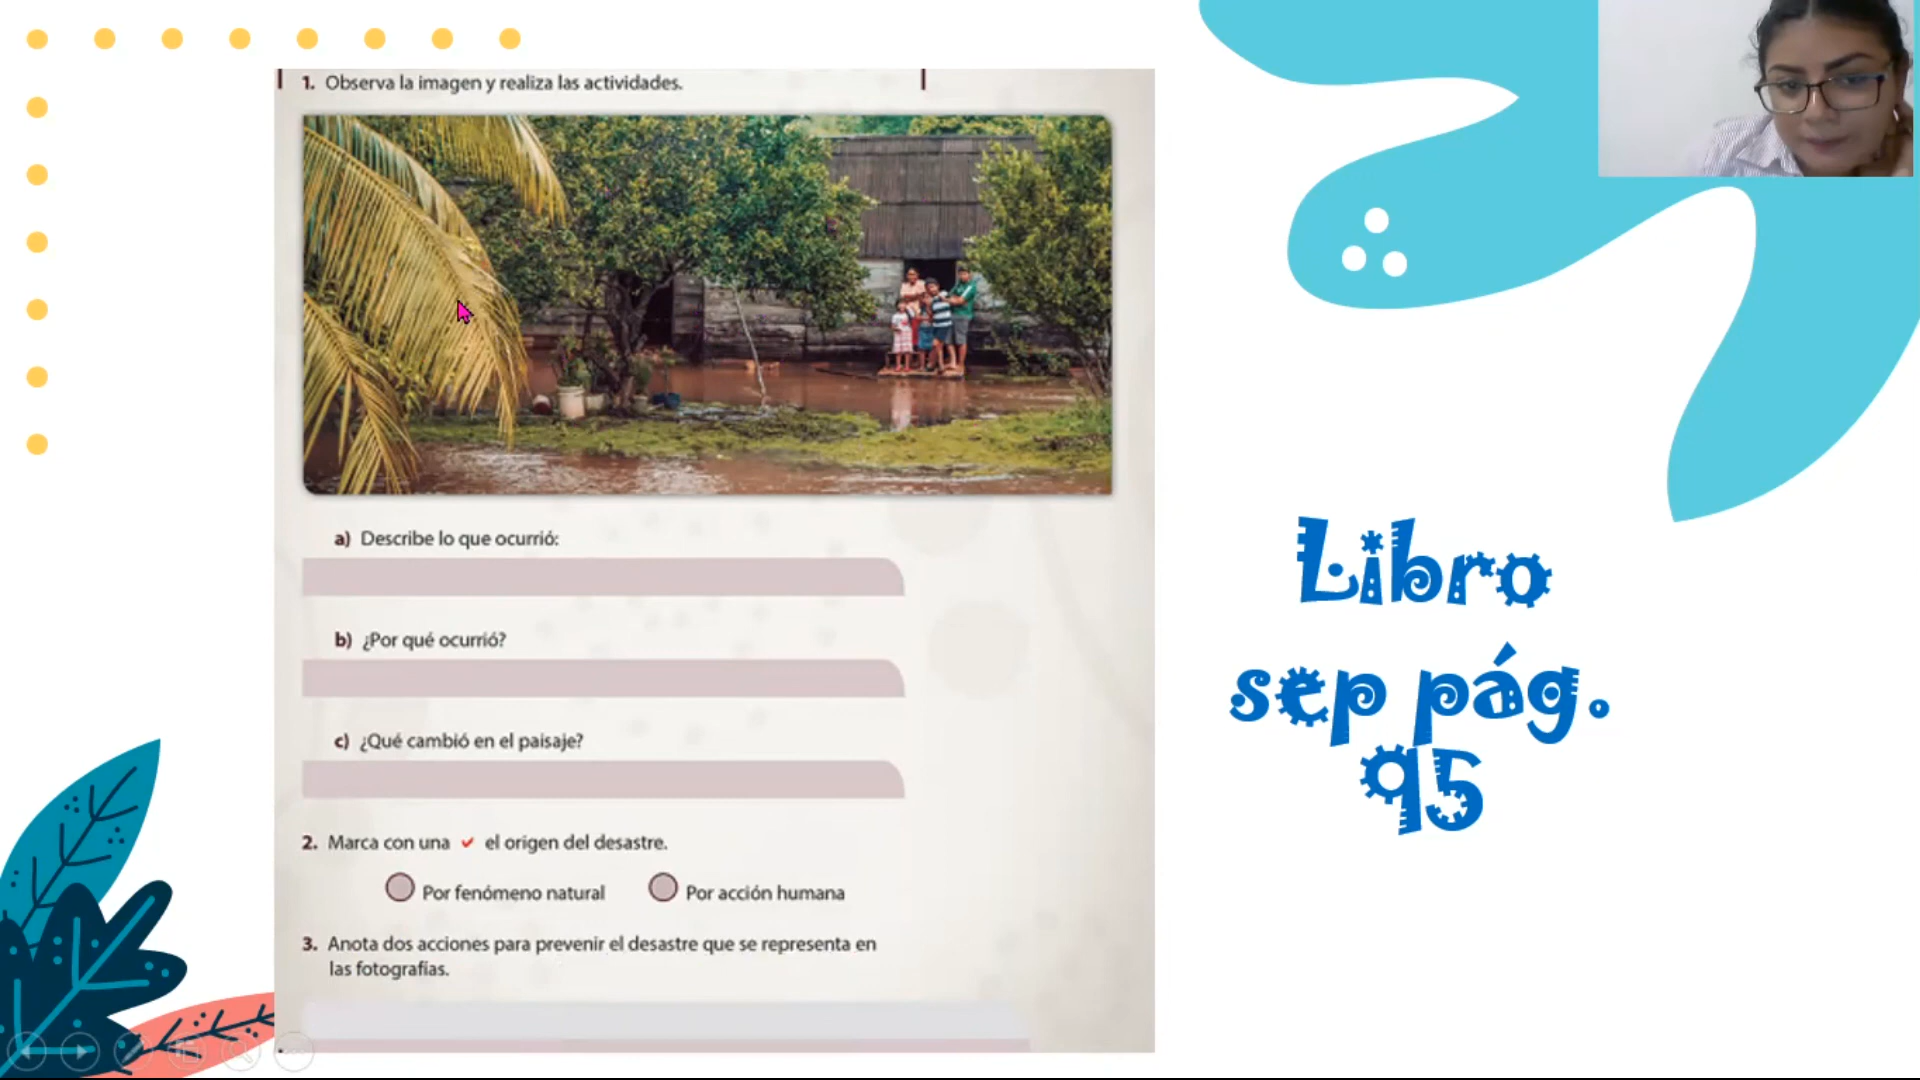 1. Observa la imagen y realiza las actividades.
a) Describe lo que ocurrió:
b) ¿Por qué ocurrió?
c) ¿Qué cambió en el paisaje?
2. Marca con una ✓ el origen del desastre.
Por fenómeno natural Por acción humana
3. Anota dos acciones para prevenir el desastre que se representa en
las fotografías.
Libro
sep pág.
95